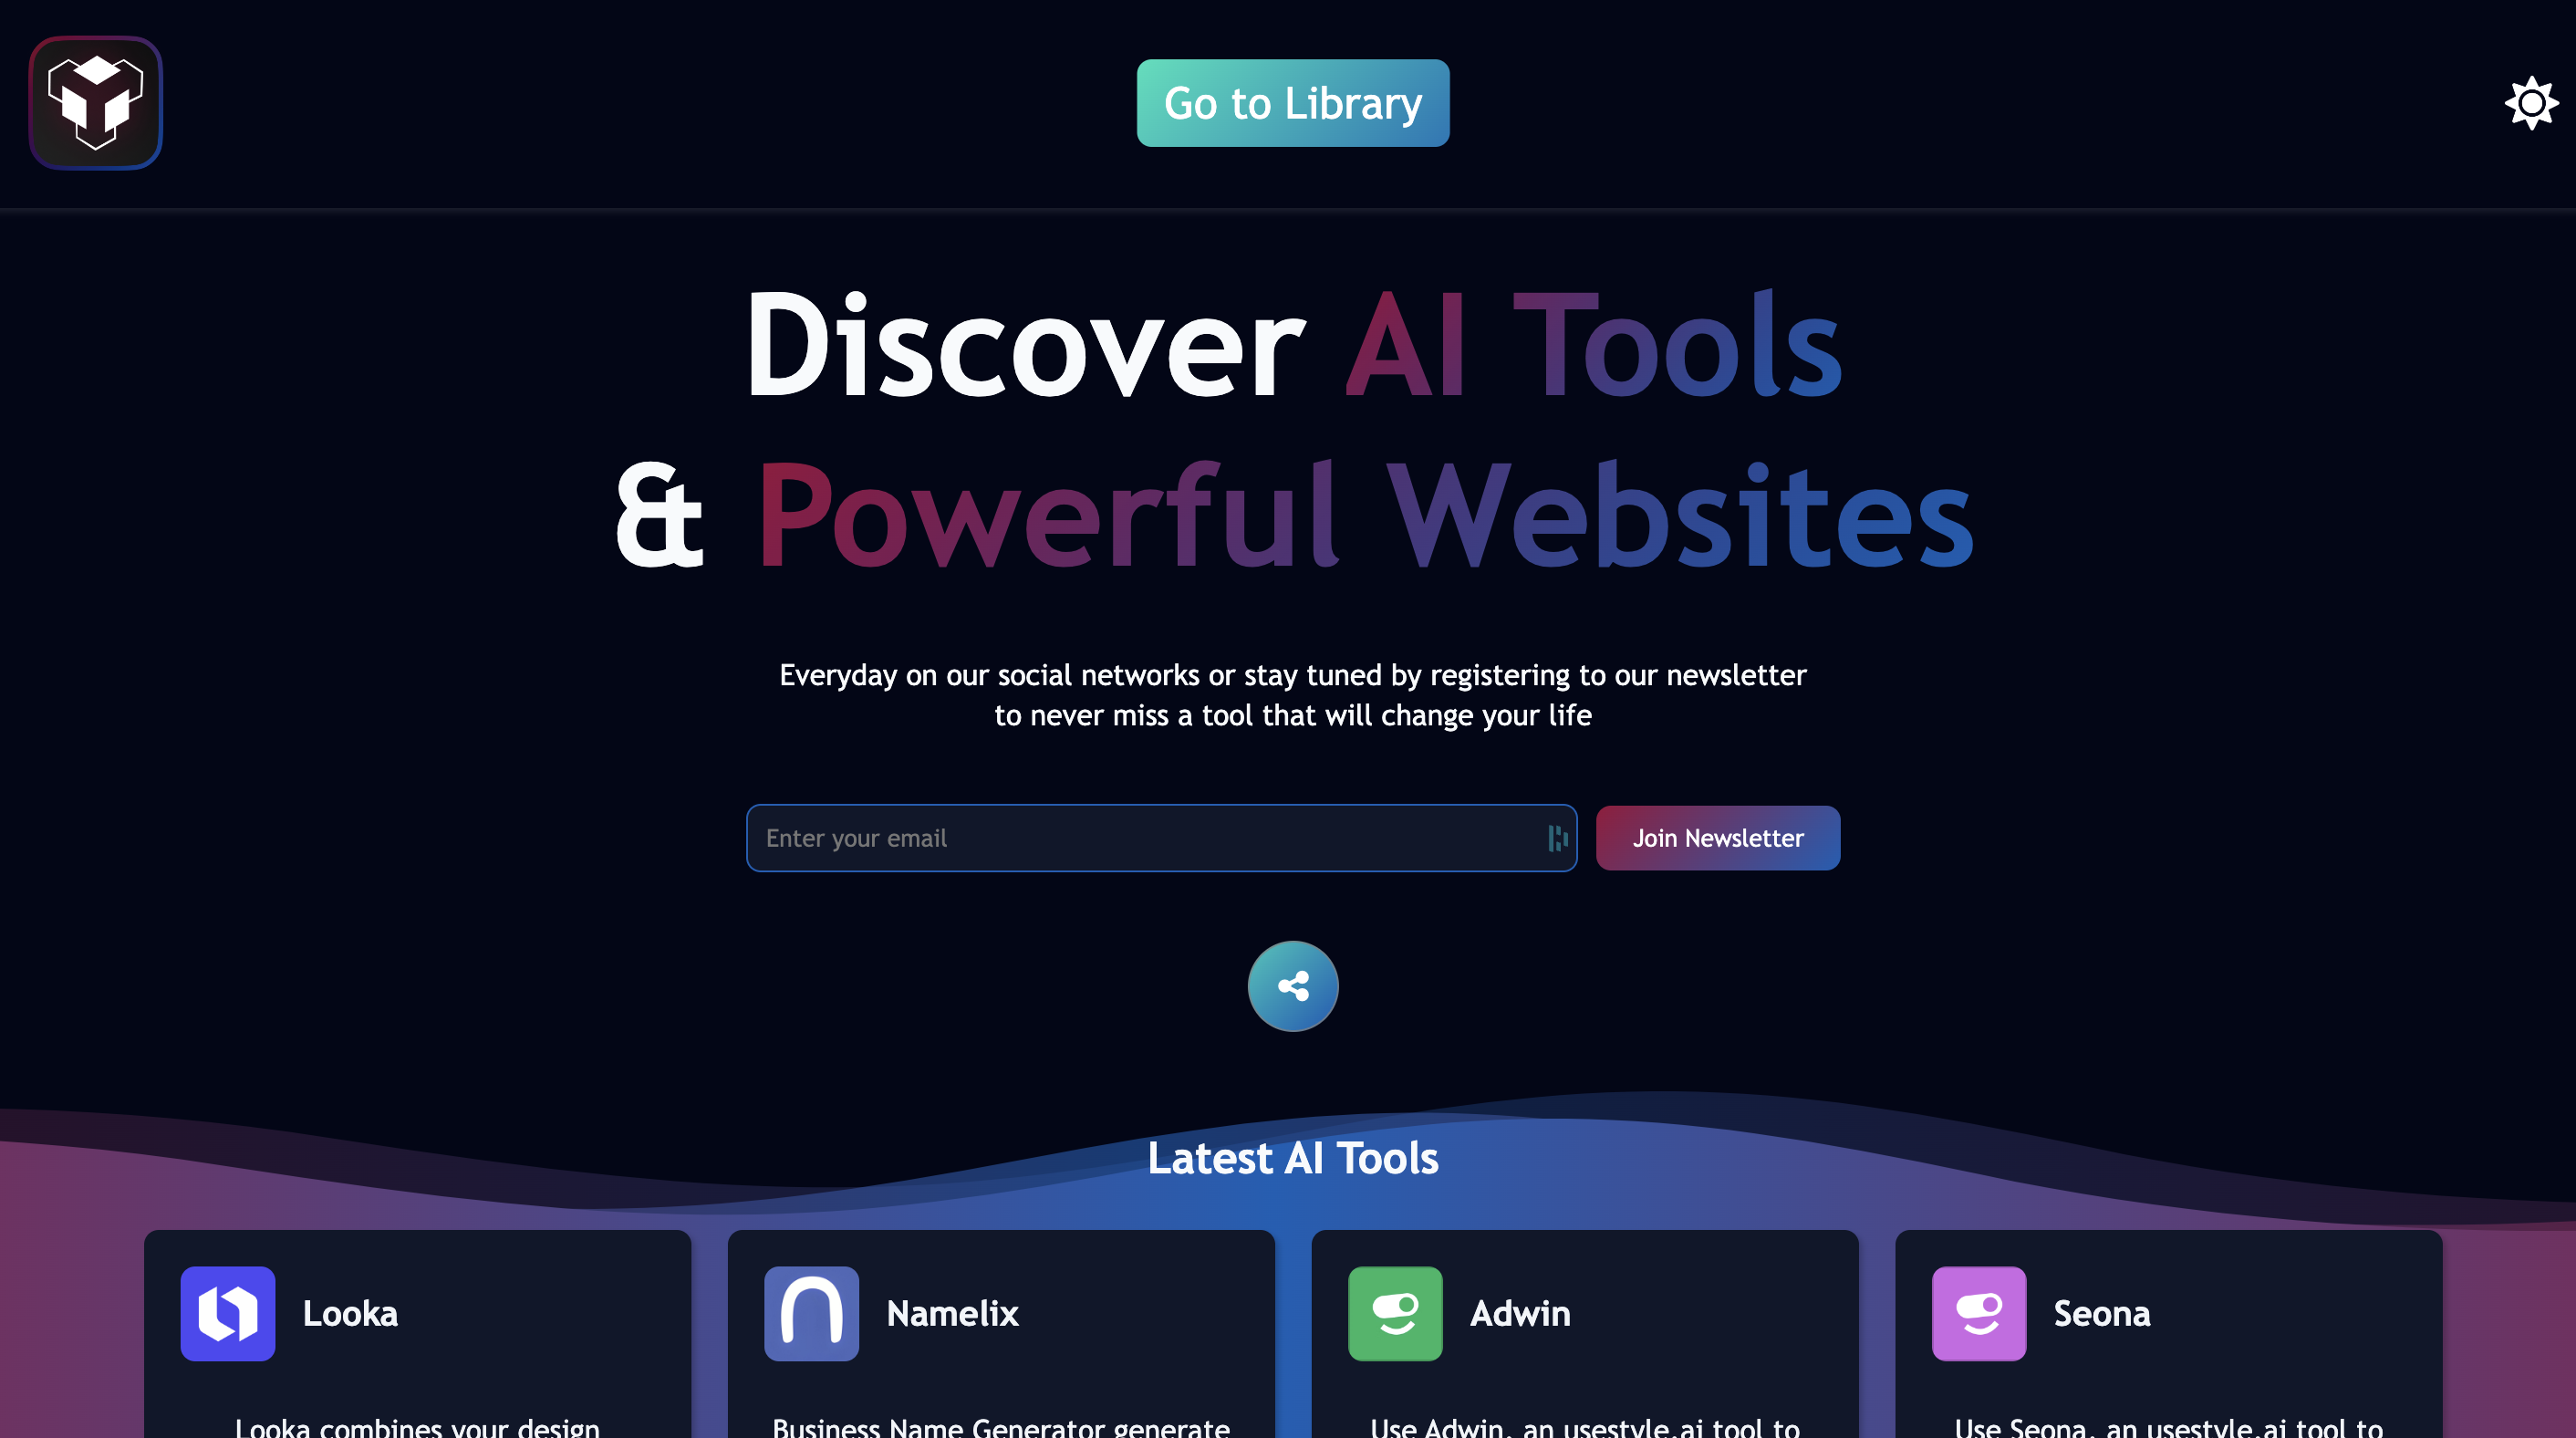 Go to Library
Discover AI Tools
& Powerful Websites
Everyday on our social networks or stay tuned by registering to our newsletter
to never miss a tool that will change your life
Enter your email
Join Newsletter
Latest AI Tools
Looka
Namelix
Adwin
Seona
Looka combines your design
Business Name Generator generate
Use Adwin, an usestyle.ai tool to
Use Seona, an usestyle.ai tool to